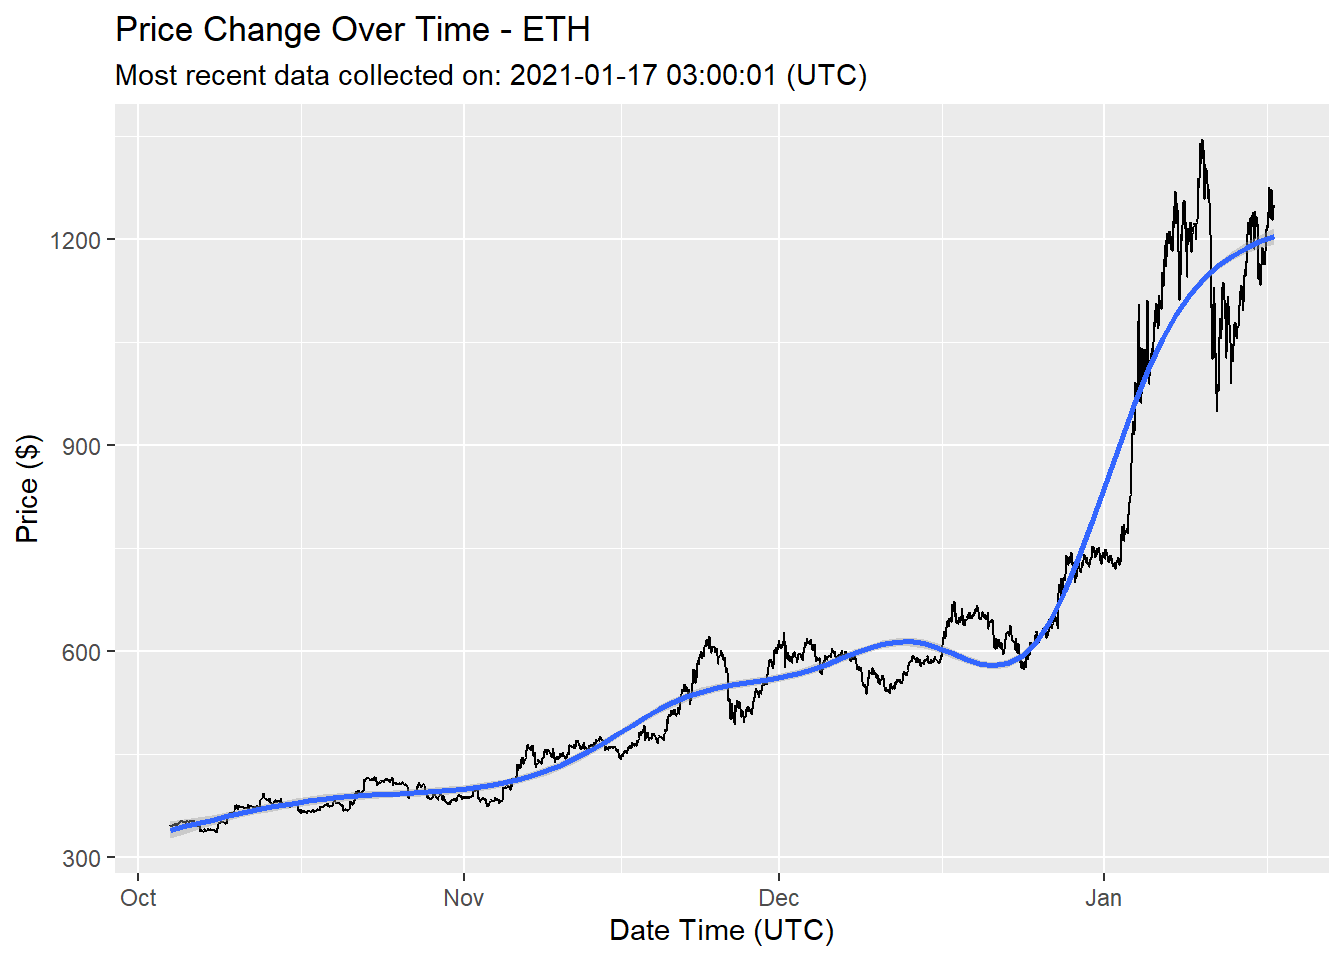 Price Change Over Time - ETH
Most recent data collected on: 2021-01-17 03:00:01 (UTC)
Price ($)
1200
900
600
300
Oct Nov Dec Jan
Date Time (UTC)